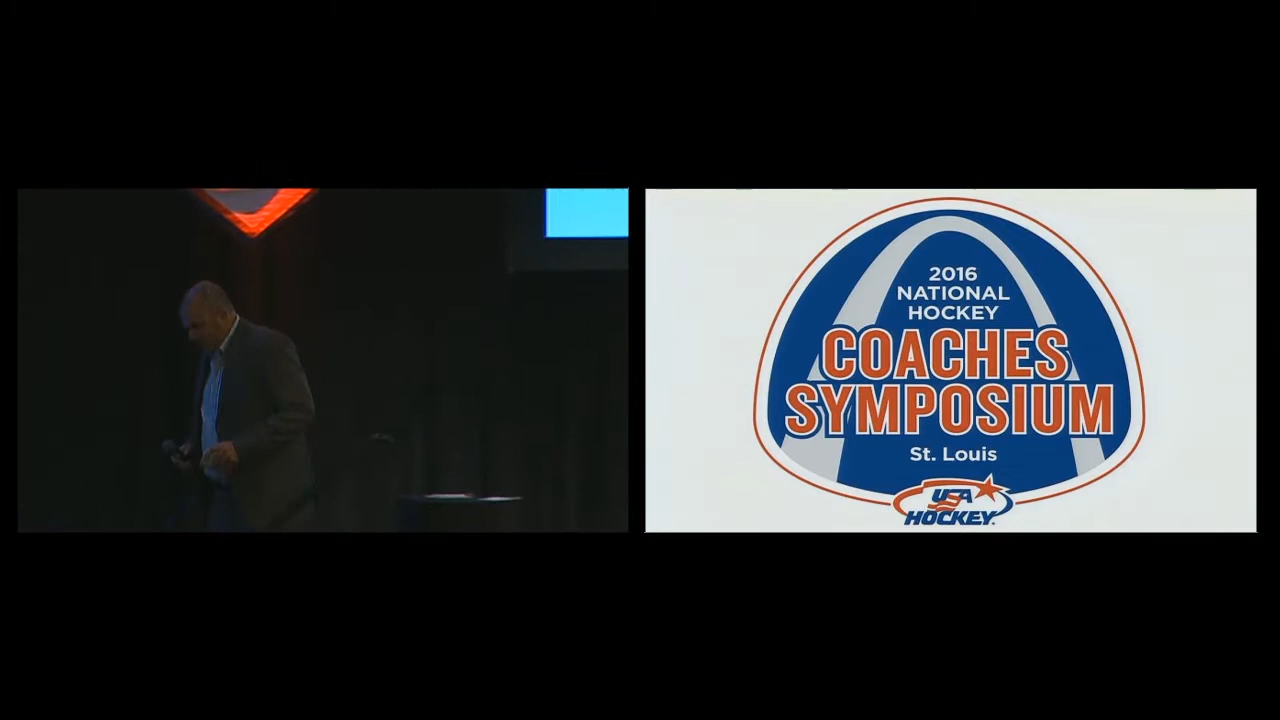 2016
NATIONAL
HOCKEY
COACHES
SYMPOSIUM
St. Louis
USA
HOCKEY